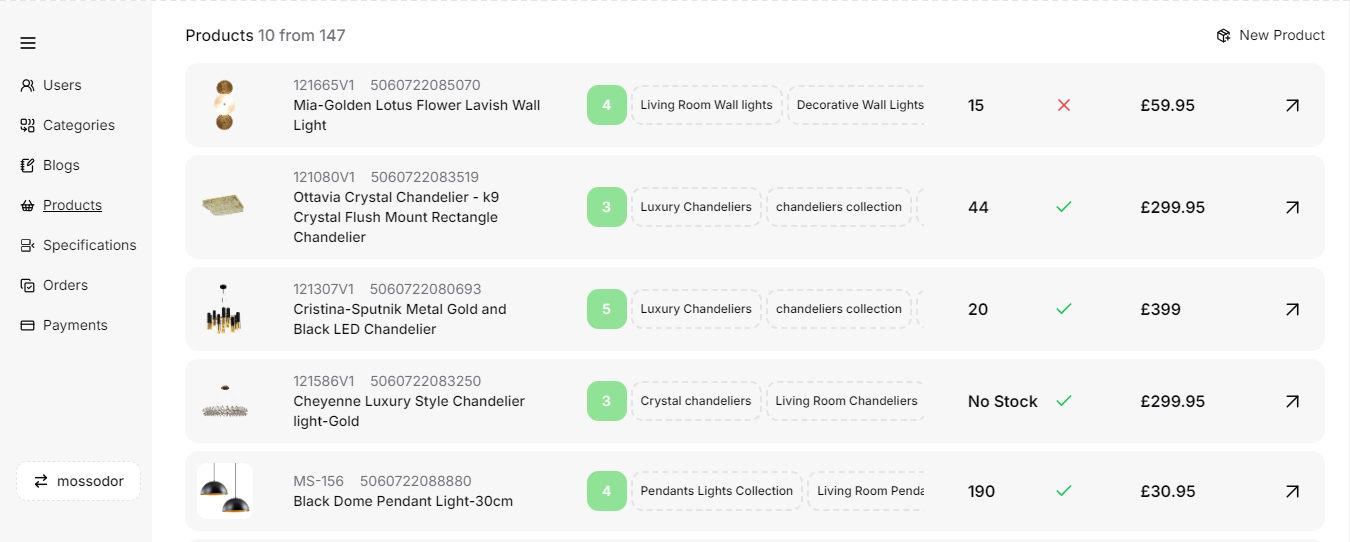 Products 10 from 147
New Product
Users
Categories
Blogs
Products
Specifications
Orders
Payments
mossodor
121665V1 5060722085070
Mia-Golden Lotus Flower Lavish Wall
Light
4
Living Room Wall lights
Decorative Wall Lights
15
£59.95
121080V1 5060722083519
Ottavia Crystal Chandelier - k9
Crystal Flush Mount Rectangle
Chandelier
3
Luxury Chandeliers
chandeliers collection
44
£299.95
121307V1 5060722080693
Cristina-Sputnik Metal Gold and
Black LED Chandelier
5
Luxury Chandeliers
chandeliers collection
20
£399
121586V1 5060722083250
Cheyenne Luxury Style Chandelier
light-Gold
3
Crystal chandeliers
Living Room Chandeliers
No Stock
£299.95
MS-156 5060722088880
Black Dome Pendant Light-30cm
4
Pendants Lights Collection
Living Room Penda
190
£30.95